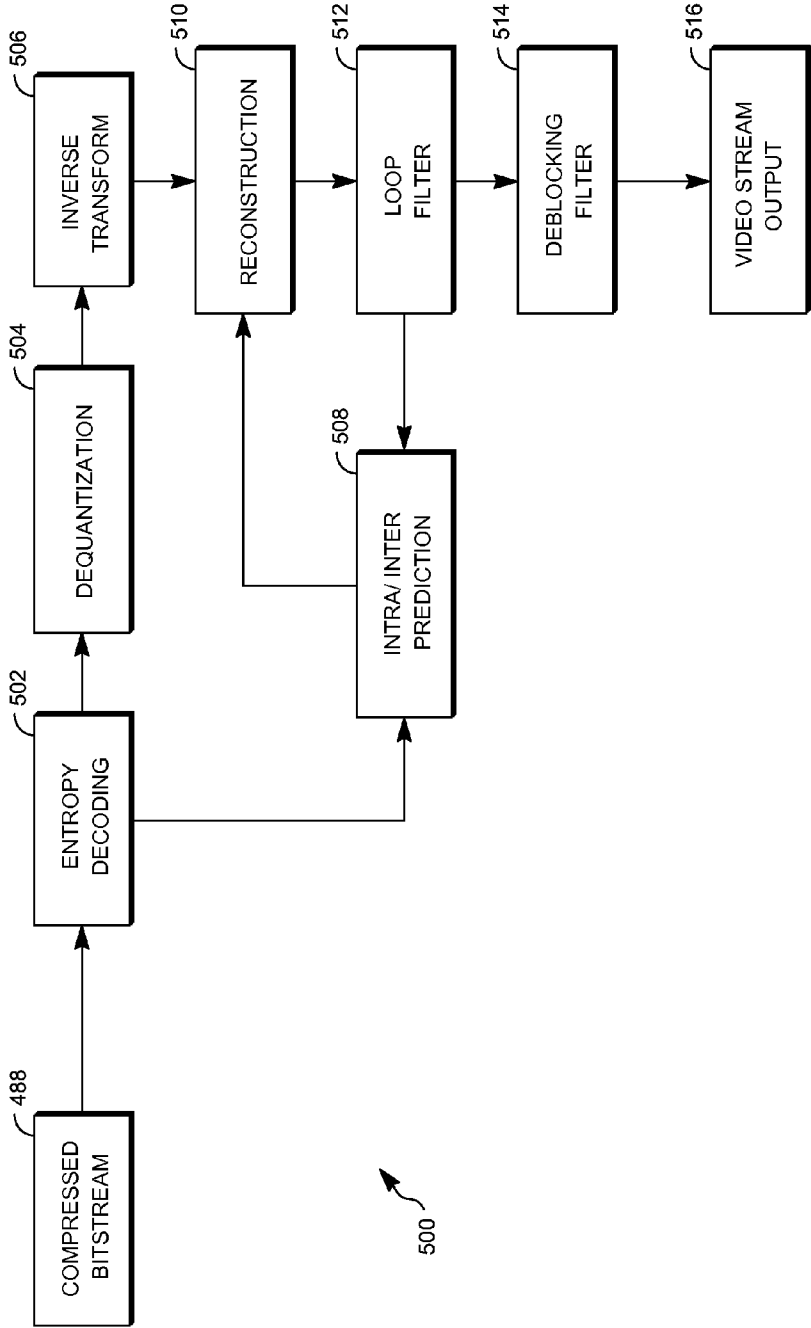 488
COMPRESSED
BITSTREAM
502
ENTROPY
DECODING
504
DEQUANTIZATION
506
INVERSE
TRANSFORM
508
INTRA/ INTER
PREDICTION
510
RECONSTRUCTION
512
LOOP
FILTER
514
DEBLOCKING
FILTER
516
VIDEO STREAM
OUTPUT
500